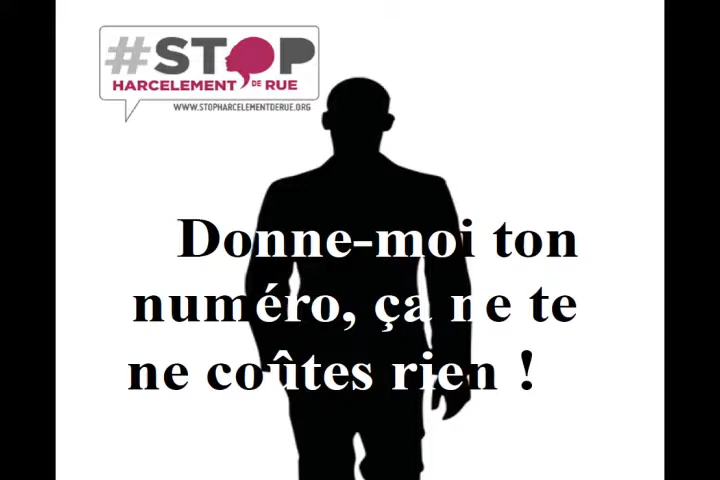 #STOP
HARCELEMENT DE RUE
WWW.STOPHARCELEMENTDERUE.ORG
Donne-moi ton
numéro, ça ne te
ne coûtes rien !